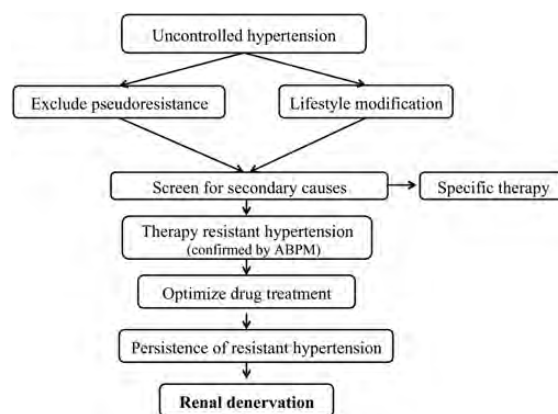 Uncontrolled hypertension
Exclude pseudoresistance
Lifestyle modification
Screen for secondary causes
Specific therapy
Therapy resistant hypertension
(confirmed by ABPM)
Optimize drug treatment
Persistence of resistant hypertension
Renal denervation